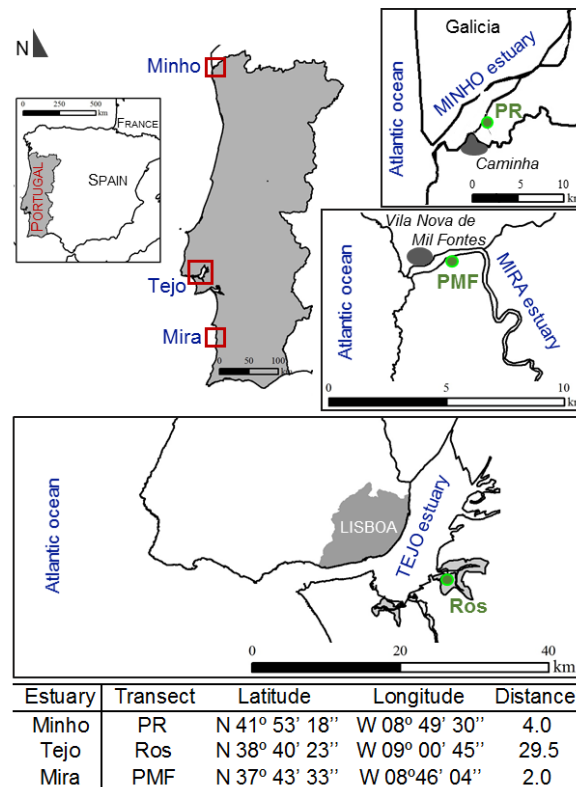 N
Minho
Tejo
Mira
0 50 100
km
0 250 500
km
FRANCE
SPAIN
PORTUGAL
Galicia
Atlantic ocean
MINHO estuary
PR
Caminha
0 5 10
km
Vila Nova de
Mil Fontes
PMF
MIRA estuary
Atlantic ocean
0 5 10
km
Atlantic ocean
LISBOA
TEJO estuary
Ros
0 20 40
km
Estuary Transect Latitude Longitude Distance
Minho PR N 41º 53' 18'' W 08º 49' 30'' 4.0
Tejo Ros N 38º 40' 23'' W 09º 00' 45'' 29.5
Mira PMF N 37º 43' 33'' W 08º46' 04'' 2.0